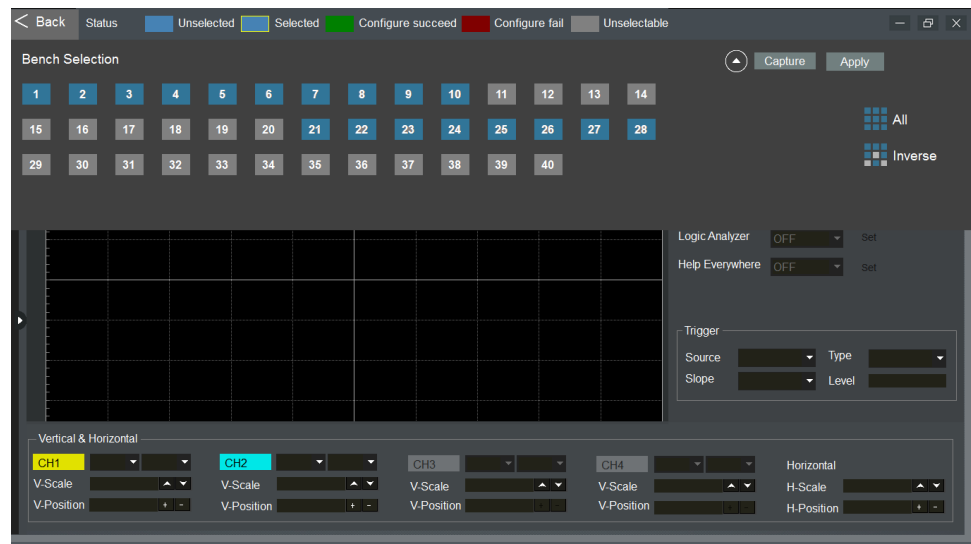 Back Status Unselected Selected Configure succeed Configure fail Unselectable
Bench Selection Capture Apply
1 2 3 4 5 6 7 8 9 10 11 12 13 14
All
15 16 17 18 19 20 21 22 23 24 25 26 27 28
Inverse
29 30 31 32 33 34 35 36 37 38 39 40
Logic Analyzer OFF Set
Help Everywhere OFF Set
Trigger
Source Type
Slope Level
Vertical & Horizontal
CH1 CH2 CH3 CH4 Horizontal
V-Scale V-Scale V-Scale V-Scale H-Scale
V-Position + - V-Position + - V-Position + - V-Position + - H-Position + -